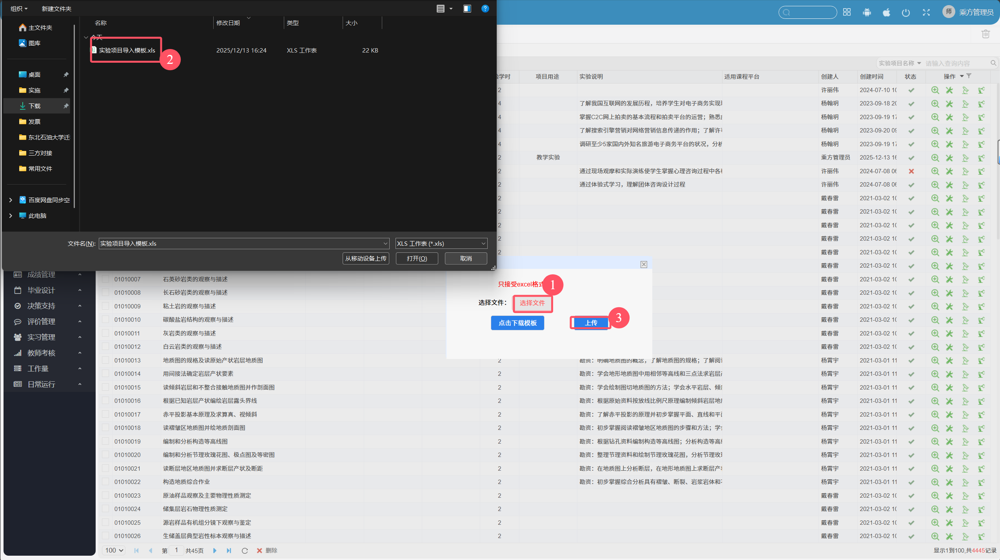 组织 新建文件夹
乘方管理员
师
名称 修改日期 类型 大小
主文件夹
图库
今天
实验项目导入模板.xls 2025/12/13 16:24 XLS 工作表 22 KB
2
桌面
实施
下载
发票
东北石油大学迁
三方对接
常用文件
百度网盘同步空
此电脑
文件名(N): 实验项目导入模板.xls XLS 工作表 (*.xls)
从移动设备上传 打开(O) 取消
实验项目名称 请输入查询内容
学时 项目用途 实验说明 适用课程平台 创建人 创建时间 状态 操作
2 许丽伟 2024-07-10 10
4 了解我国互联网的发展历程，培养学生对电子商务实现 杨翰玥 2023-09-18 20
4 掌握C2C网上拍卖的基本流程和拍卖平台的运营；熟悉 杨翰玥 2023-09-19 17
4 了解搜索引擎营销对网络营销信息传递的作用；了解许 杨翰玥 2023-09-20 09
4 调研至少5家国内外知名旅游电子商务平台的状况，分析 杨翰玥 2023-09-19 17
2 教学实验 乘方管理员 2025-12-13 16
2 通过现场观摩和实际演练使学生掌握心理咨询过程中各 许丽伟 2024-07-08 06
2 通过体验式学习，理解团体咨询设计过程 许丽伟 2024-07-08 06
2 戴春雷 2021-03-02 10
2 戴春雷 2021-03-02 10
2 戴春雷 2021-03-02 10
2 戴春雷 2021-03-02 10
2 戴春雷 2021-03-02 10
戴春雷 2021-03-02 10
只接受excel格式
1
选择文件： 选择文件
点击下载模板 上传
3
成绩管理
毕业设计
决策支持
评价管理
实习管理
教师考核
工作量
日常运行
01010007 石英砂岩类的观察与描述 戴春雷 2021-03-02 10
01010008 长石砂岩类的观察与描述 戴春雷 2021-03-02 10
01010009 粘土岩的观察与描述 戴春雷 2021-03-02 10
01010010 碳酸盐岩结构的观察与描述 戴春雷 2021-03-02 10
01010011 灰岩类的观察与描述 戴春雷 2021-03-02 10
01010012 白云岩类的观察与描述 戴春雷 2021-03-02 10
01010013 地质图的规格及读原始产状岩层地质图 2 勘资：明确地质图的概念，了解地质图的规格；了解阅 杨霄宇 2021-03-01 11
01010014 用间接法确定岩层产状要素 2 勘资：学会地形地质图中用相邻等高线和三点法求岩层 杨霄宇 2021-03-01 11
01010015 读倾斜岩层和不整合接触地质图并作剖面图 2 勘资：学会绘制图切地质图的方法；学会水平岩层、倾 杨霄宇 2021-03-01 11
01010016 根据已知岩层产状编绘岩层露头界线 2 勘资：根据原始资料按放线比例尺原理编制倾斜岩层地 杨霄宇 2021-03-01 11
01010017 赤平投影基本原理及求算真、视倾斜 2 勘资：了解赤平投影的原理并初步掌握平面、直线和平 杨霄宇 2021-03-01 11
01010018 读褶皱区地质图并绘地质剖面图 2 勘资：初步掌握阅读褶皱地区地质图的步骤和方法；学 杨霄宇 2021-03-01 11
01010019 编制和分析构造等高线图 2 勘资：根据钻孔资料编制构造等高线图；分析构造等高 杨霄宇 2021-03-01 11
01010020 编制和分析节理玫瑰花图、极点图及等密图 2 勘资：整理节理资料和绘制节理玫瑰花图，分析节理玫 杨霄宇 2021-03-01 11
01010021 读断层地区地质图并求断层产状及断距 2 勘资：在地质图上分析断层，在地形地质图上求断层产 杨霄宇 2021-03-01 11
01010022 构造地质综合作业 2 勘资：初步掌握综合分析具有褶皱、断裂、岩浆岩体和 杨霄宇 2021-03-01 11
01010023 原油样品观察及主要物理性质测定 2 戴春雷 2021-03-02 10
01010024 储集层岩石物理性质测定 2 戴春雷 2021-03-02 10
01010025 源岩样品有机组分镜下观察与鉴定 2 戴春雷 2021-03-02 10
01010026 生储盖层典型岩性标本观察与描述 2 戴春雷 2021-03-02 10
100 第 1 共45页 删除 显示1到100,共4445记录